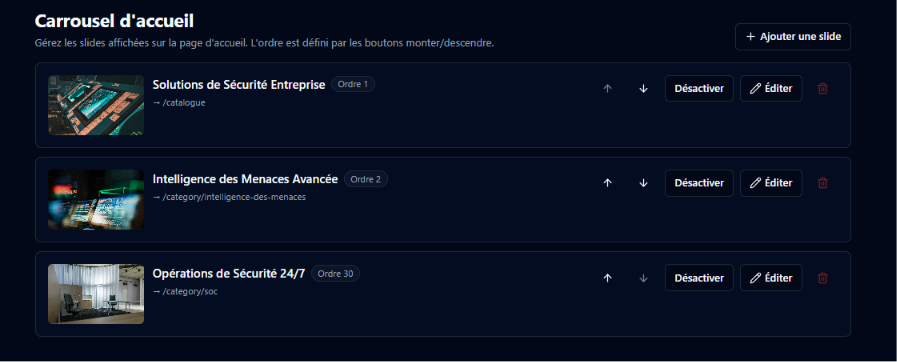 Carrousel d'accueil
Gérez les slides affichées sur la page d'accueil. L'ordre est défini par les boutons monter/descendre.
+ Ajouter une slide
Solutions de Sécurité Entreprise Ordre 1
→ /catalogue
Désactiver Éditer
Intelligence des Menaces Avancée Ordre 2
→ /category/intelligence-des-menaces
Désactiver Éditer
Opérations de Sécurité 24/7 Ordre 30
→ /category/soc
Désactiver Éditer